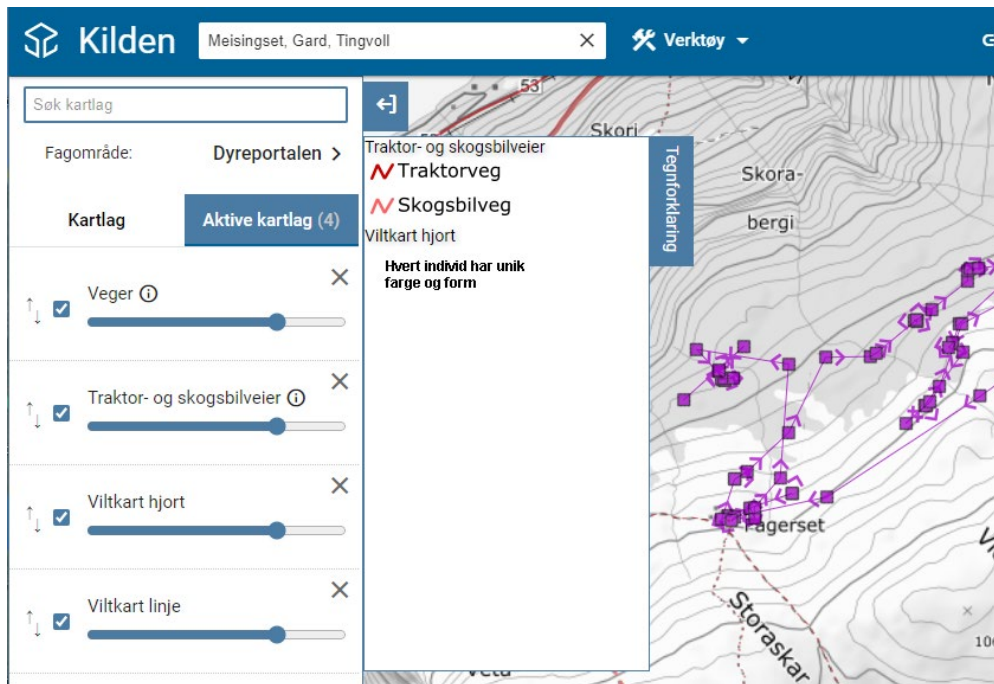 Kilden
Meisingset, Gard, Tingvoll
Verktøy
Søk kartlag
Fagområde:
Dyreportalen
Kartlag
Aktive kartlag (4)
Veger
Traktor- og skogsbilveier
Viltkart hjort
Viltkart linje
Traktor- og skogsbilveier
Traktorveg
Skogsbilveg
Viltkart hjort
Hvert individ har unik
farge og form
Tegnforklaring
53
Skori
Skora-
bergi
Fagerset
Storaskar